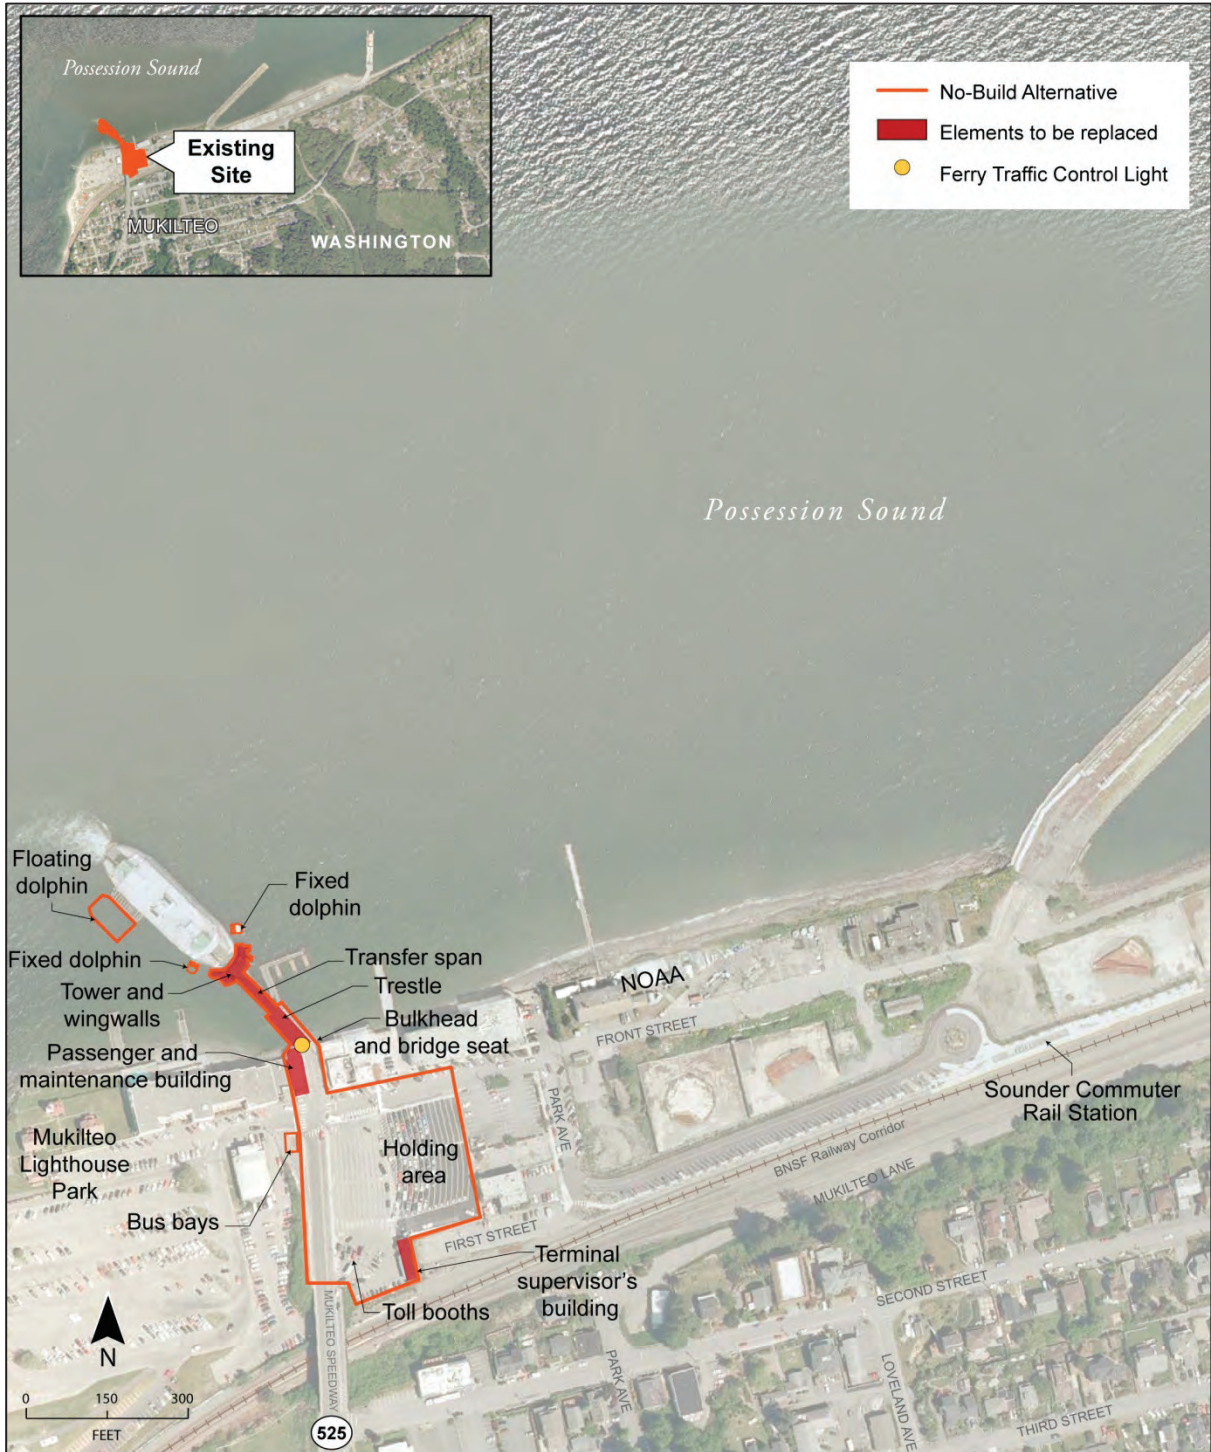 Possession Sound
Existing
Site
MUKILTEO
WASHINGTON
No-Build Alternative
Elements to be replaced
Ferry Traffic Control Light
Possession Sound
Floating
dolphin
Fixed
dolphin
Fixed dolphin
Transfer span
Tower and
wingwalls
Trestle
Bulkhead
and bridge seat
Passenger and
maintenance building
NOAA
FRONT STREET
Sounder Commuter
Rail Station
PARK AVE
BNSF Railway Corridor
MUKILTEO LANE
Mukilteo
Lighthouse
Park
Holding
area
Bus bays
FIRST STREET
Terminal
supervisor's
building
Toll booths
SECOND STREET
MUKILTEO SPEEDWAY
PARK AVE
LOVELAND AVE
THIRD STREET
N
0 150 300
FEET
525